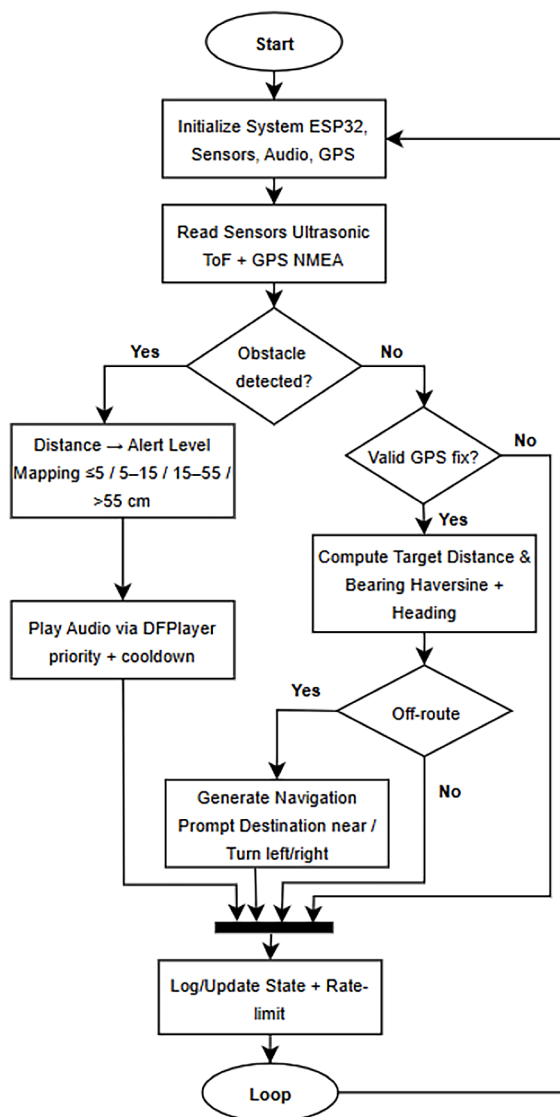 Start
Initialize System ESP32,
Sensors, Audio, GPS
Read Sensors Ultrasonic
ToF + GPS NMEA
Obstacle
detected?
Yes
No
Distance → Alert Level
Mapping ≤5 / 5–15 / 15–55 /
>55 cm
Valid GPS fix?
No
Yes
Compute Target Distance &
Bearing Haversine +
Heading
Play Audio via DFPlayer
priority + cooldown
Off-route
Yes
No
Generate Navigation
Prompt Destination near /
Turn left/right
Log/Update State + Rate-
limit
Loop